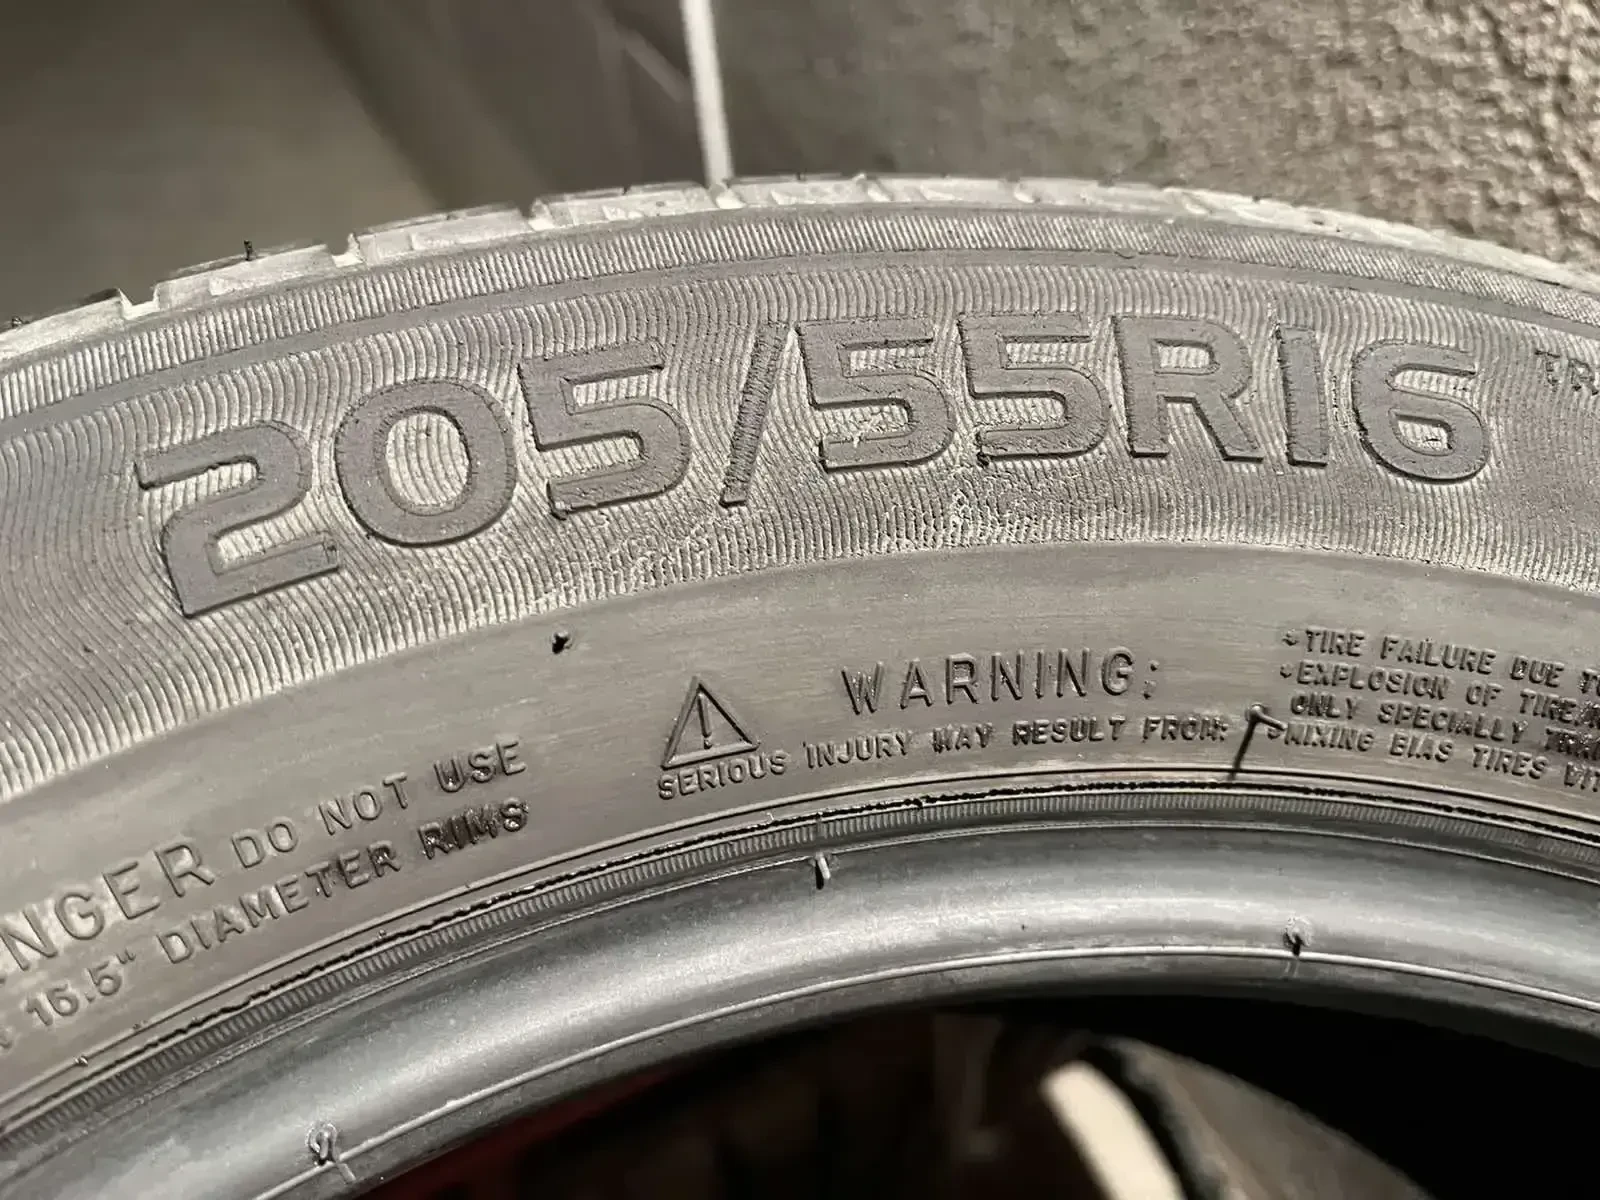 205/55R16
WARNING:
SERIOUS INJURY MAY RESULT FROM:
TIRE FAILURE DUE
EXPLOSION OF
ONLY SPECIALLY
MIXING BIAS TIRES
DO NOT USE
16.5" DIAMETER RIMS